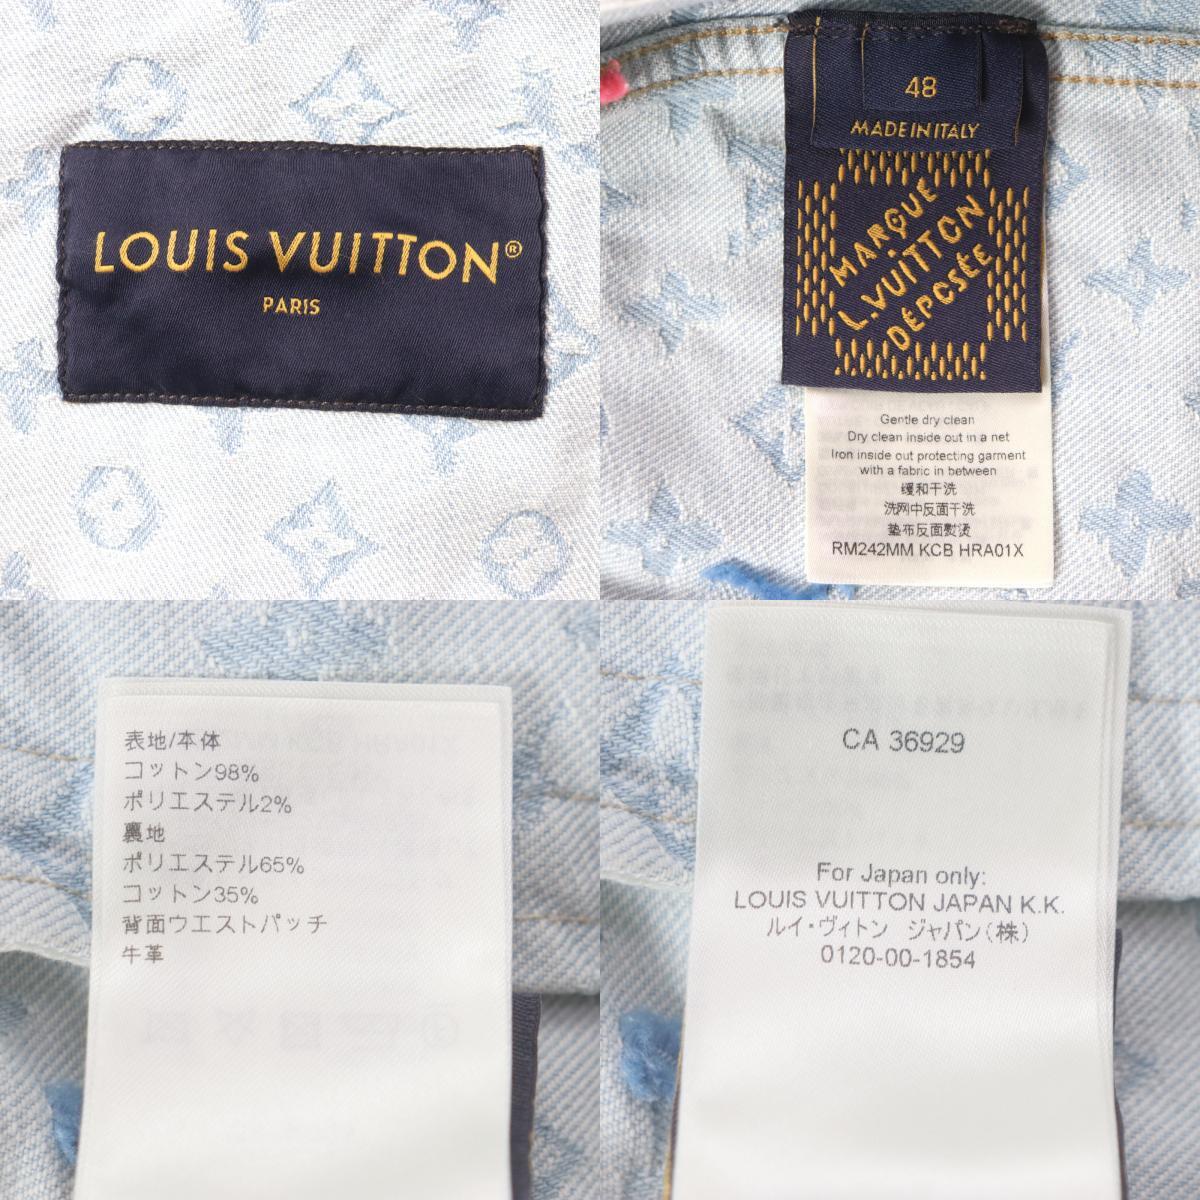 LOUIS VUITTON®
PARIS
48
MADE IN ITALY
MARQUE
L.VUITTON
DÉPOSÉE
Gentle dry clean
Dry clean inside out in a net
Iron inside out protecting garment
with a fabric in between
缓和干洗
洗网中反面干洗
垫布反面熨烫
RM242MM KCB HRA01X
表地/本体
コットン98%
ポリエステル2%
裏地
ポリエステル65%
コットン35%
背面ウエストパッチ
牛革
CA 36929
For Japan only:
LOUIS VUITTON JAPAN K.K.
ルイ・ヴィトン ジャパン(株)
0120-00-1854